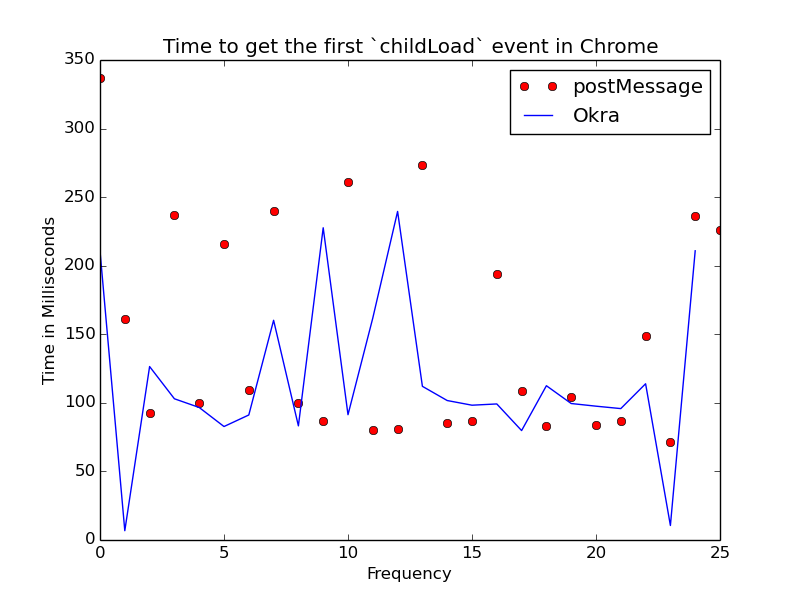 Time to get the first `childLoad` event in Chrome
350
300
250
200
150
100
50
0
Time in Milliseconds
postMessage
Okra
0 5 10 15 20 25
Frequency